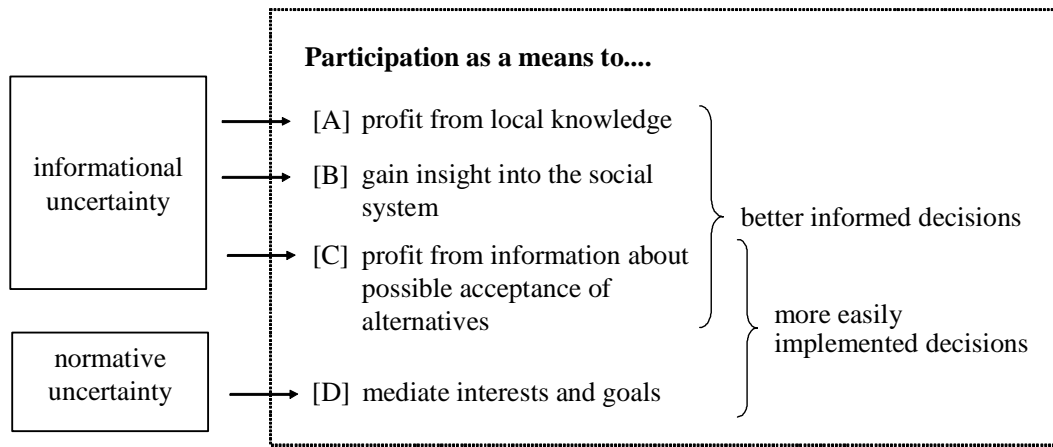 Participation as a means to....
informational
uncertainty
[A] profit from local knowledge
[B] gain insight into the social
system
[C] profit from information about
possible acceptance of
alternatives
better informed decisions
more easily
implemented decisions
normative
uncertainty
[D] mediate interests and goals